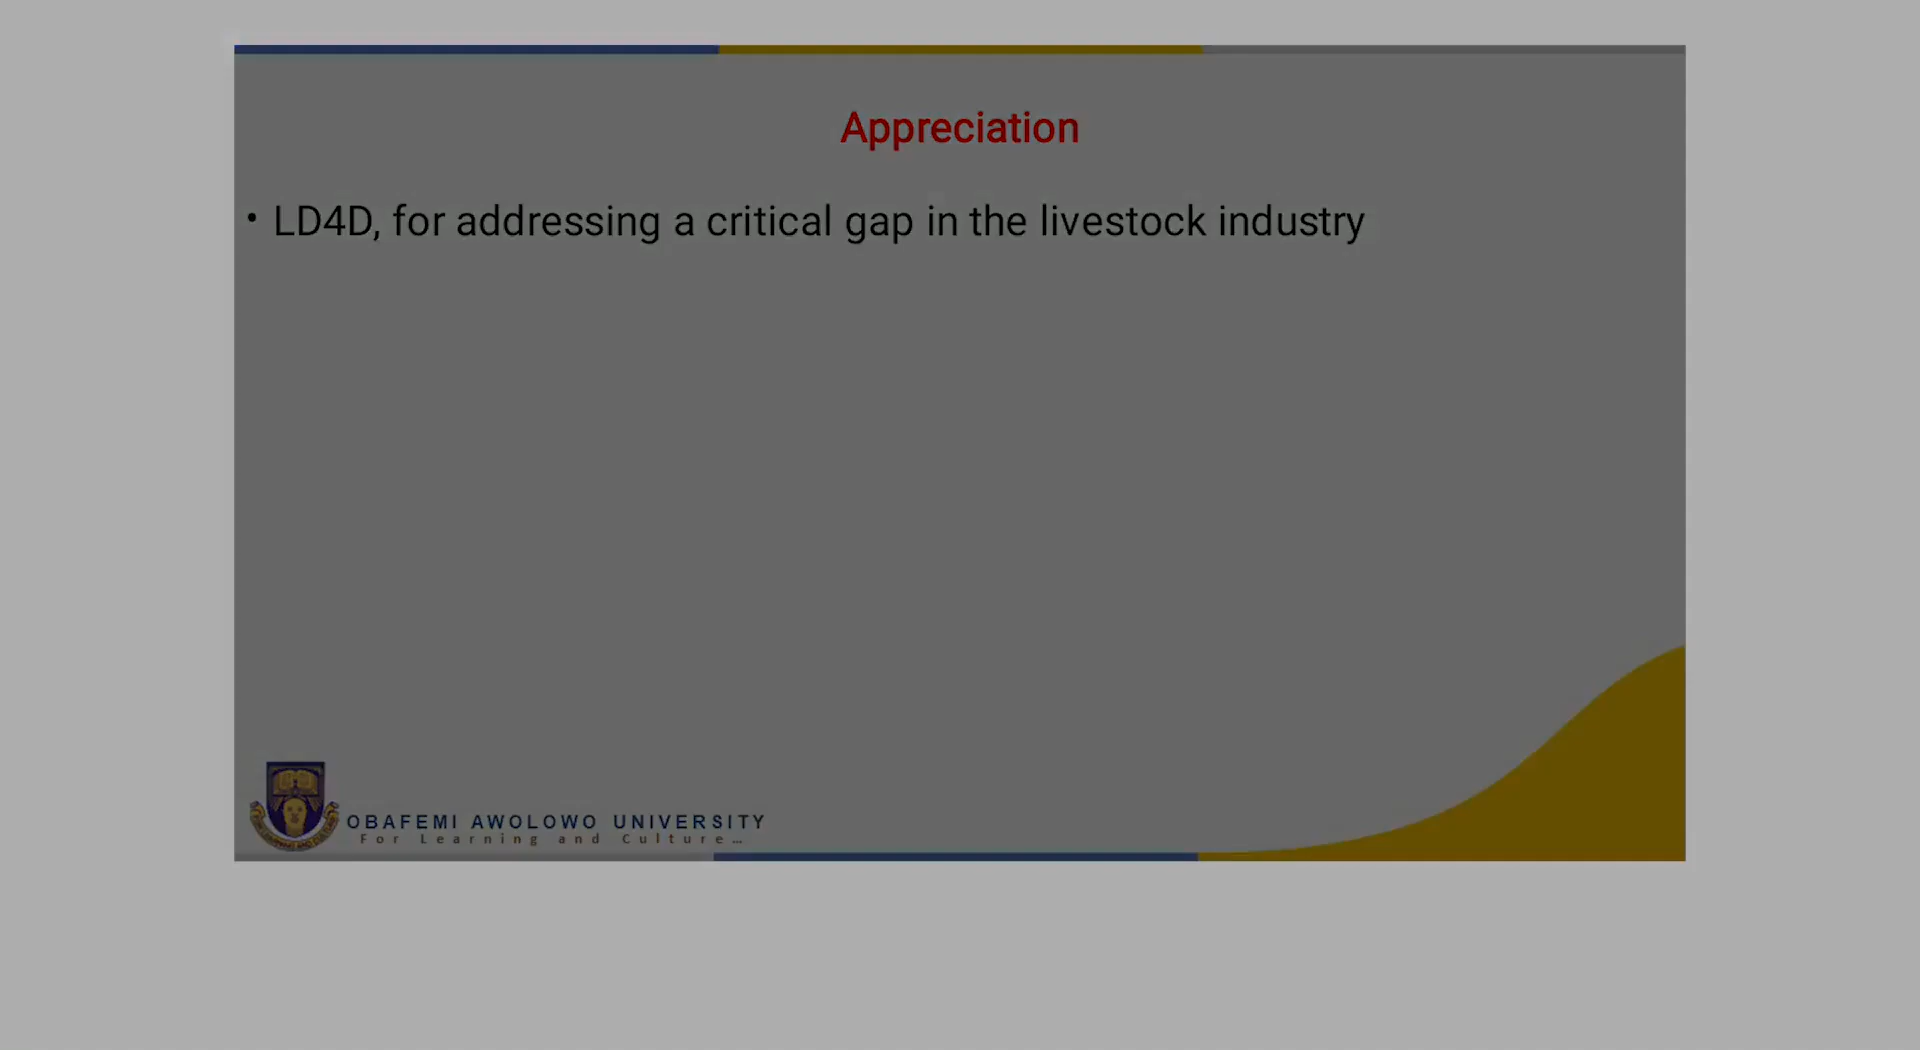 Appreciation
• LD4D, for addressing a critical gap in the livestock industry
OBAFEMI AWOLOWO UNIVERSITY
For Learning and Culture…